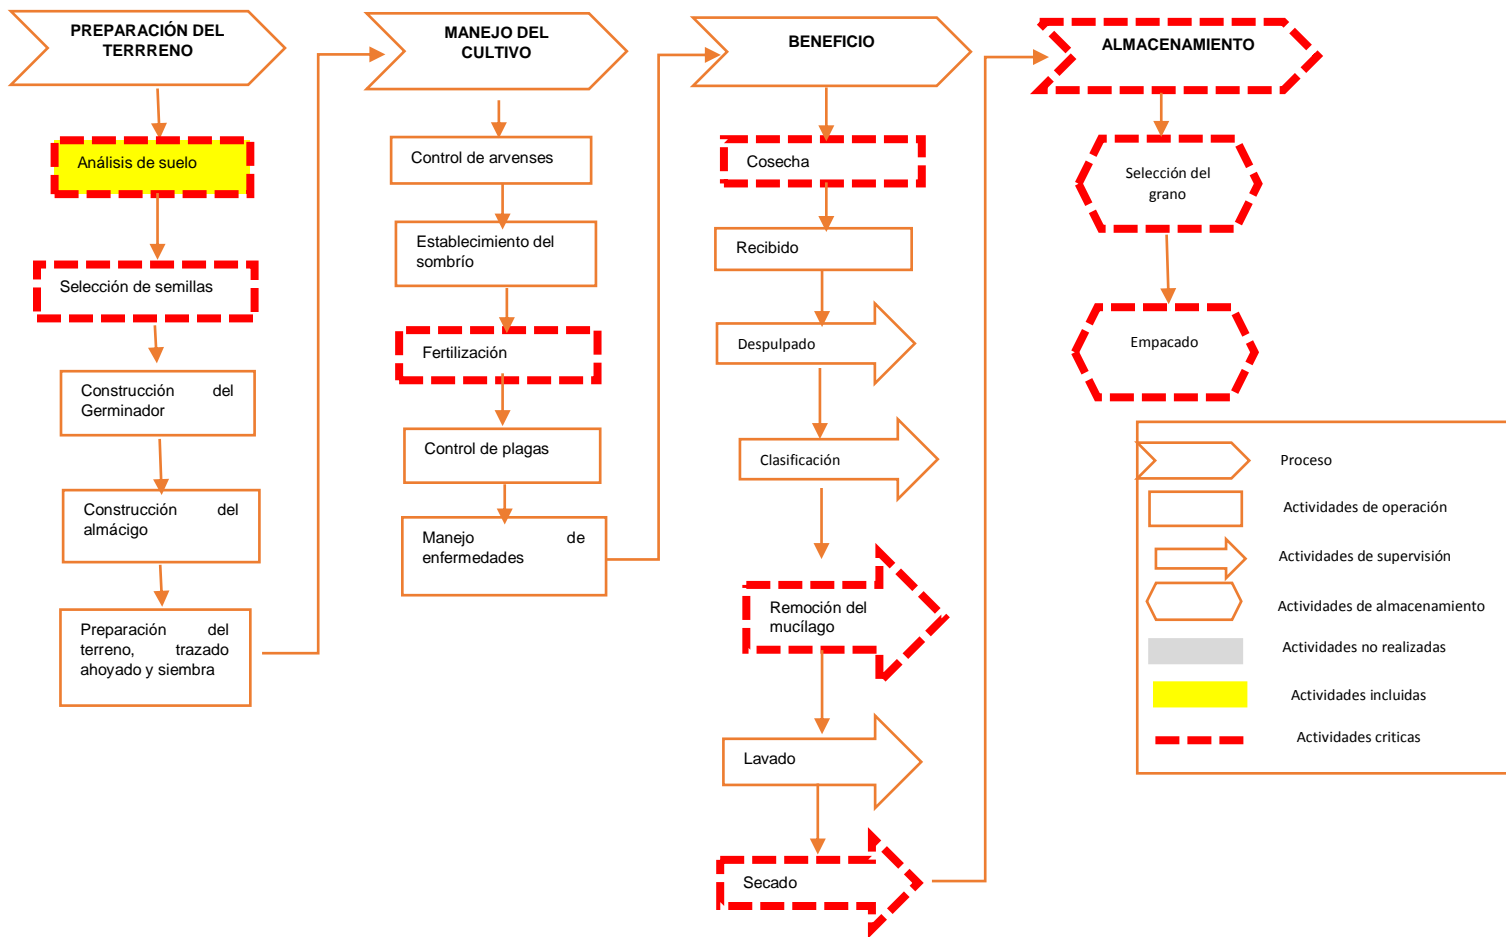 PREPARACIÓN DEL
TERRRENO
Análisis de suelo
Selección de semillas
Construcción del
Germinador
Construcción del
almácigo
Preparación del
terreno, trazado
ahoyado y siembra
MANEJO DEL
CULTIVO
Control de arvenses
Establecimiento del
sombrío
Fertilización
Control de plagas
Manejo de
enfermedades
BENEFICIO
Cosecha
Recibido
Despulpado
Clasificación
Remoción del
mucílago
Lavado
Secado
ALMACENAMIENTO
Selección del
grano
Empacado
Proceso
Actividades de operación
Actividades de supervisión
Actividades de almacenamiento
Actividades no realizadas
Actividades incluidas
Actividades criticas